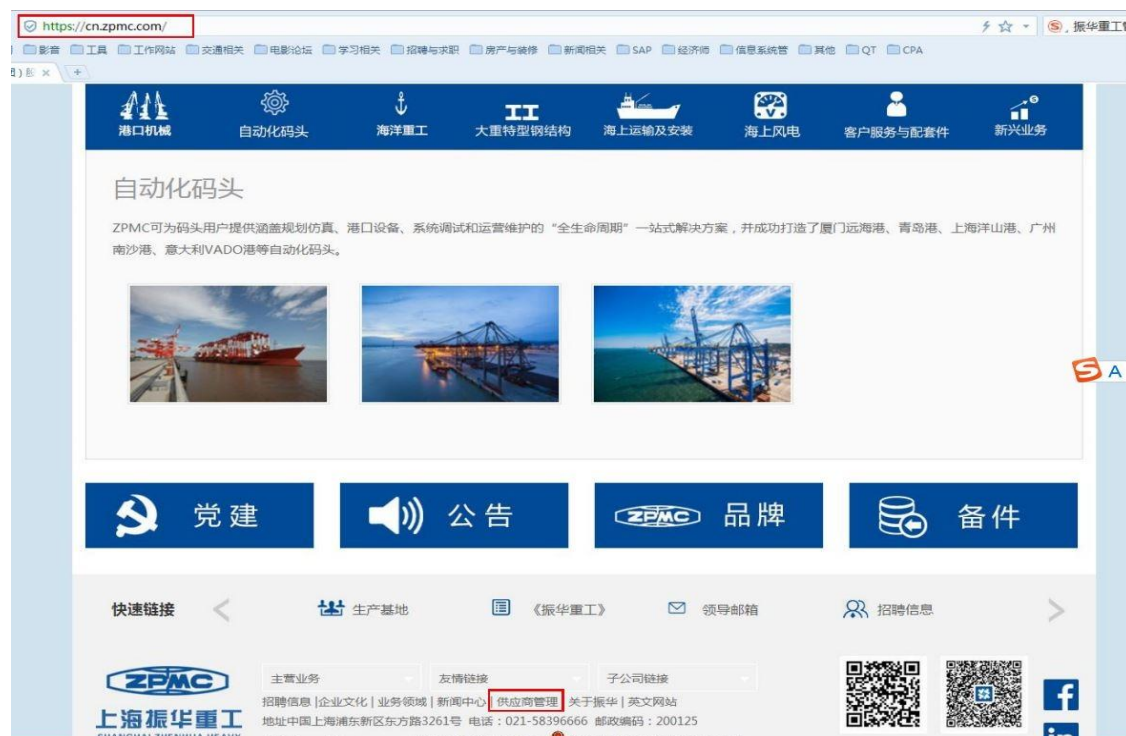 https://cn.zpmc.com/
振华重工
影音 工具 工作网站 交通相关 电影论坛 学习相关 招聘与求职 房产与装修 新闻相关 SAP 经济师 信息系统管 其他 QT CPA
港口机械 自动化码头 海洋重工 大重特型钢结构 海上运输及安装 海上风电 客户服务与配套件 新兴业务
自动化码头
ZPMC可为码头用户提供涵盖规划仿真、港口设备、系统调试和运营维护的“全生命周期”一站式解决方案，并成功打造了厦门远海港、青岛港、上海洋山港、广州
南沙港、意大利VADO港等自动化码头。
A
党建 公告 ZPMC 品牌 备件
快速链接 生产基地 《振华重工》 领导邮箱 招聘信息
ZPMC
主营业务 友情链接 子公司链接
招聘信息 |企业文化 | 业务领域 | 新闻中心 | 供应商管理 | 关于振华 | 英文网站
上海振华重工
地址中国上海浦东新区东方路3261号 电话：021-58396666 邮政编码：200125
f
in